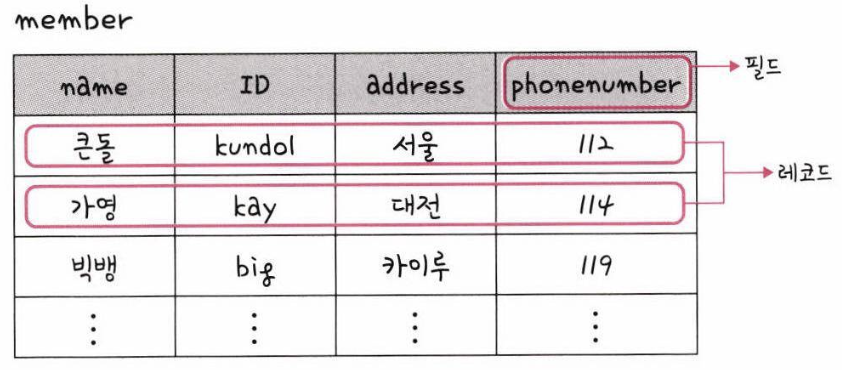 member
name ID address phonenumber 필드
큰돌 kundol 서울 112
레코드
가영 kay 대전 114
빅뱅 big 카이루 119
⋮ ⋮ ⋮ ⋮